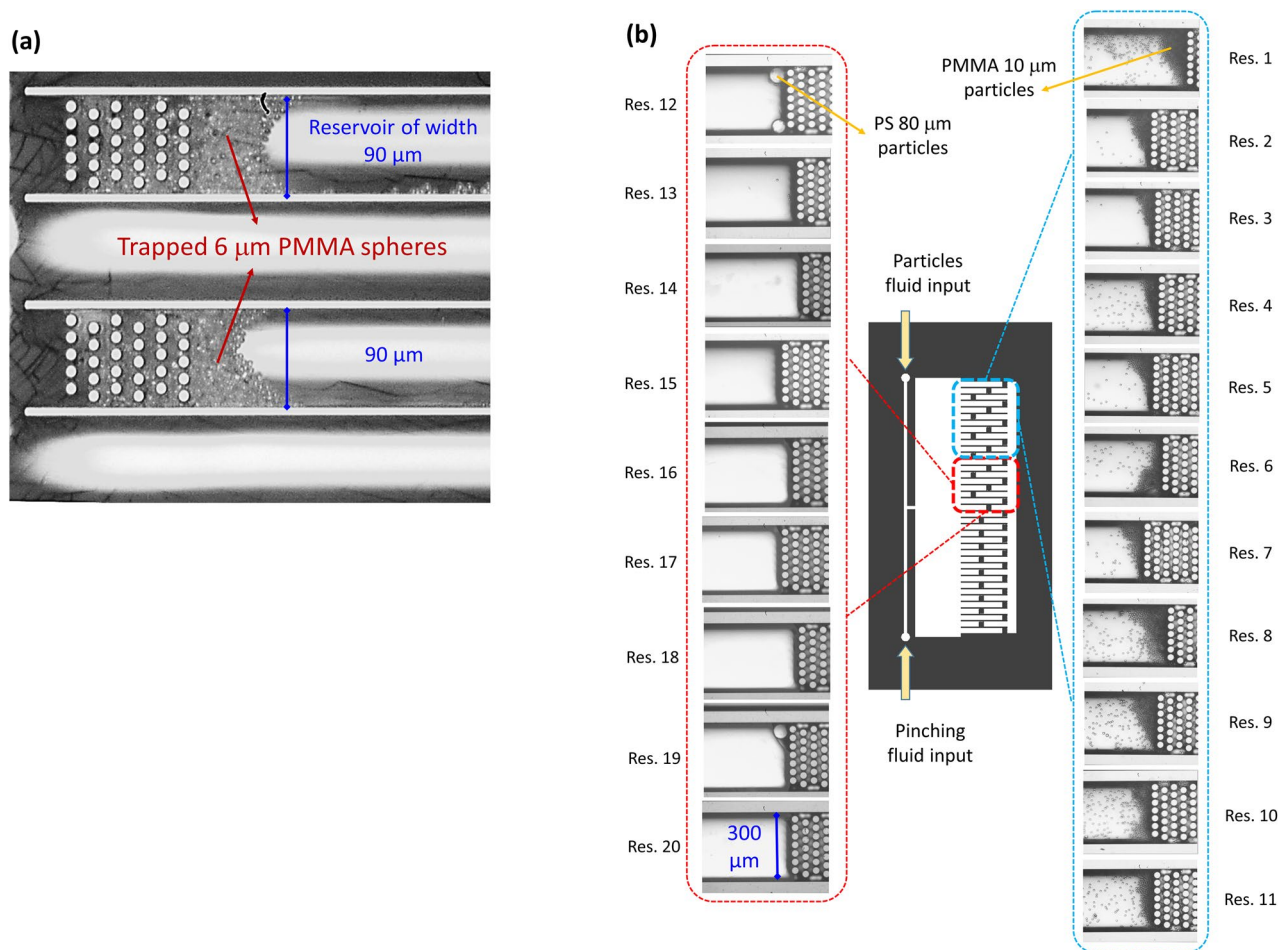 (a)
Reservoir of width
90 μm
Trapped 6 μm PMMA spheres
90 μm
(b)
Res. 12
Res. 13
Res. 14
Res. 15
Res. 16
Res. 17
Res. 18
Res. 19
Res. 20
300
μm
PS 80 μm
particles
PMMA 10 μm
particles
Particles
fluid input
Pinching
fluid input
Res. 1
Res. 2
Res. 3
Res. 4
Res. 5
Res. 6
Res. 7
Res. 8
Res. 9
Res. 10
Res. 11